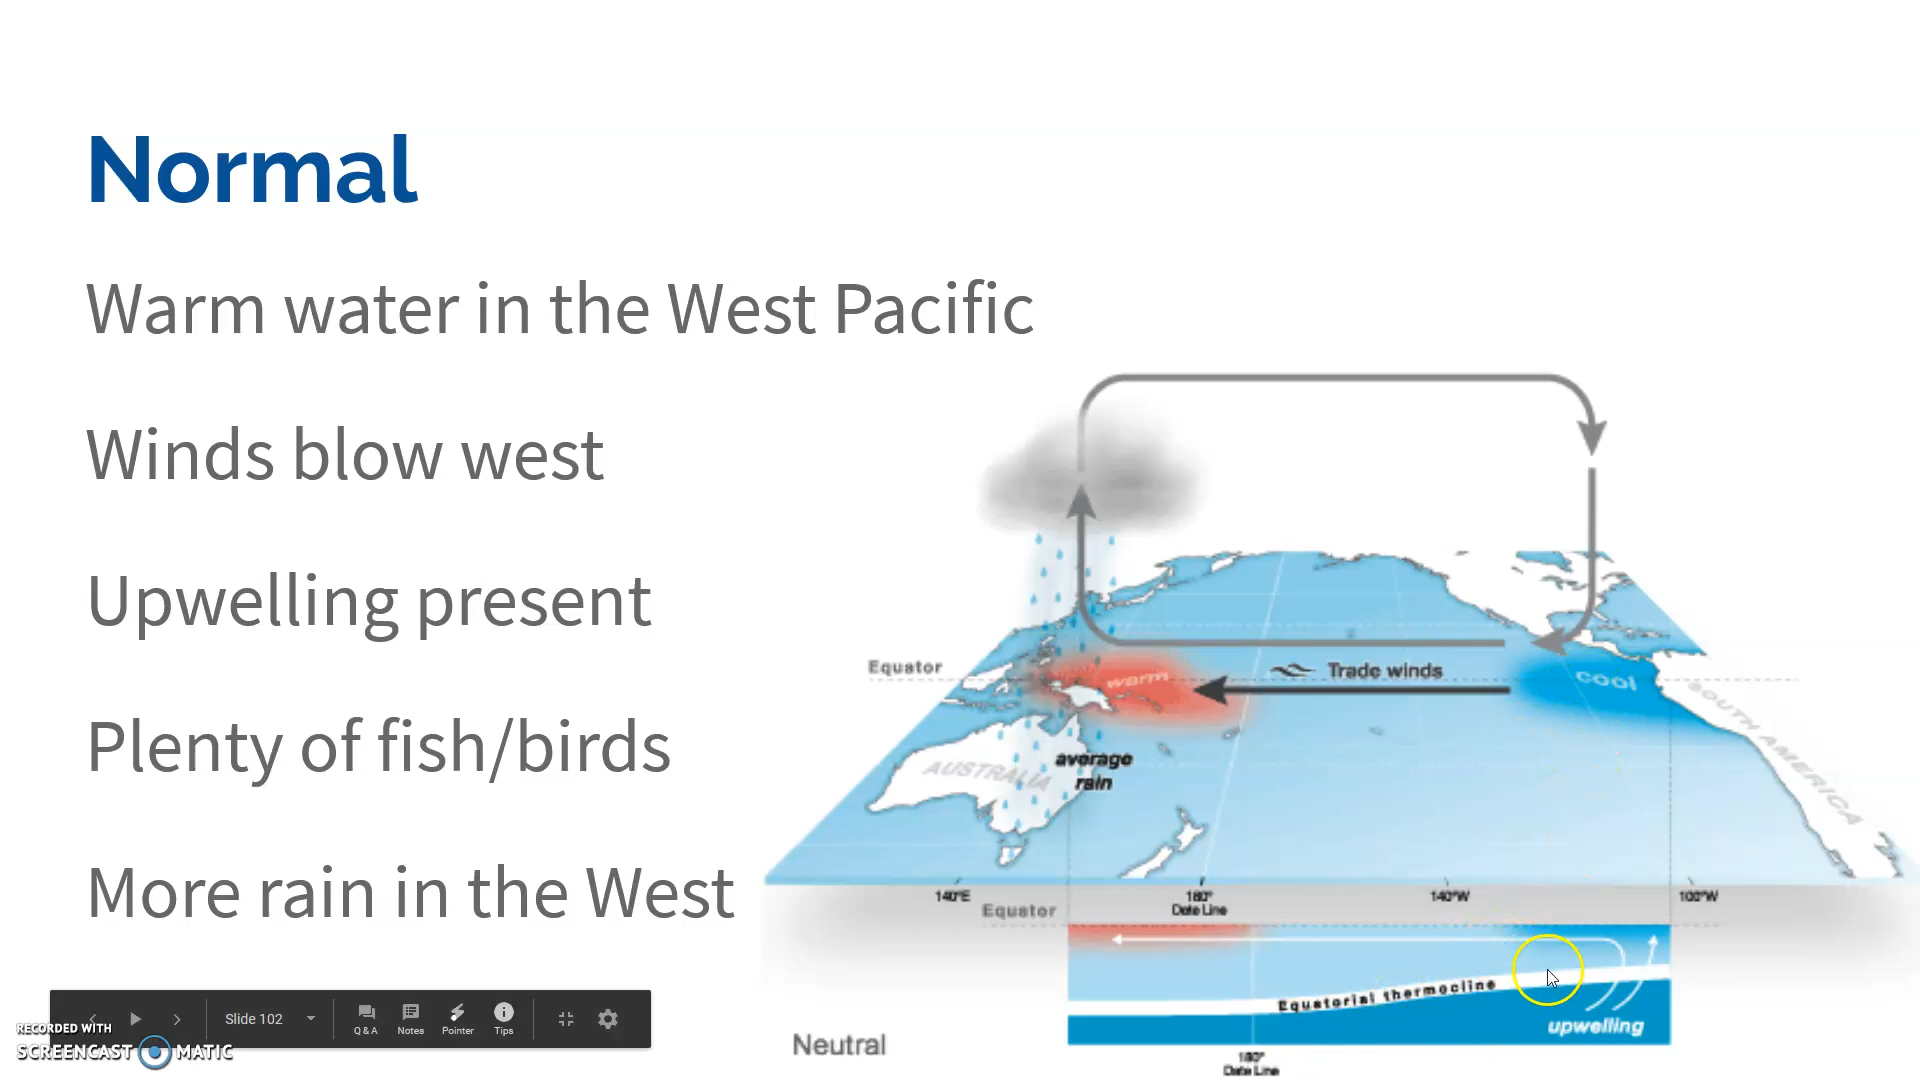 Normal
Warm water in the West Pacific
Winds blow west
Upwelling present
Plenty of fish/birds
More rain in the West
Equator
warm
Trade winds
cool
SOUTH AMERICA
AUSTRALIA
average
rain
140°E
180°
Date Line
140°W
100°W
Equator
Equatorial thermocline
upwelling
Neutral
180°
Date Line
Slide 102
Q & A
Notes
Pointer
Tips
RECORDED WITH
SCREENCAST MATIC